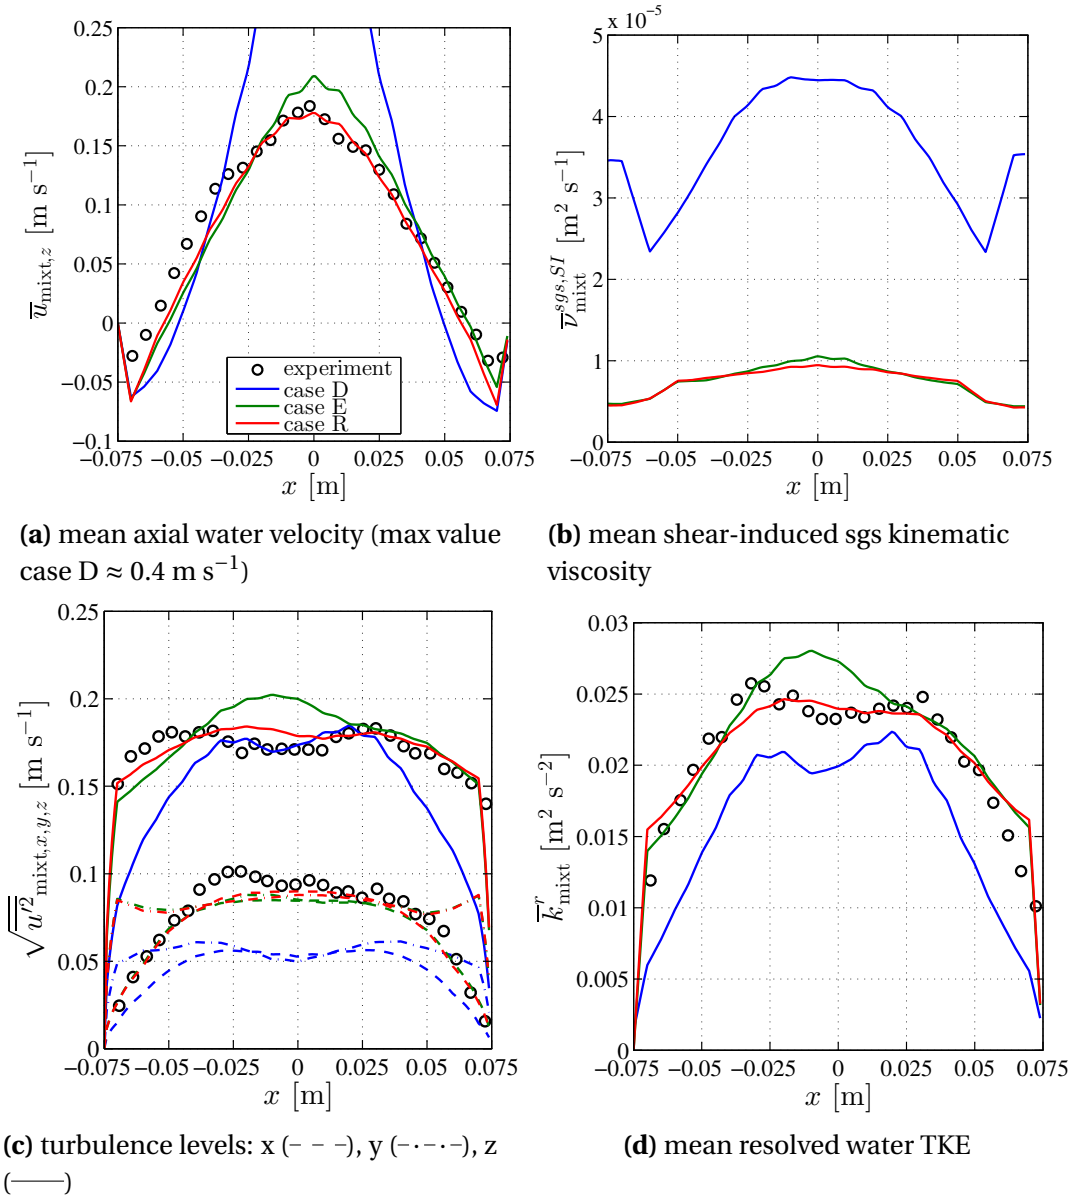 0.25
0.2
0.15
0.1
0.05
0
−0.05
−0.1
u̅mixt,z [m s−1]
experiment
case D
case E
case R
−0.075 −0.05 −0.025 0 0.025 0.05 0.075
x [m]
(a) mean axial water velocity (max value
case D ≈ 0.4 m s−1)
5 x 10−5
4
3
2
1
0
ν̅mixt sgs,SI [m2 s−1]
−0.075 −0.05 −0.025 0 0.025 0.05 0.075
x [m]
(b) mean shear-induced sgs kinematic
viscosity
0.25
0.2
0.15
0.1
0.05
0
√u′2 mixt,x,y,z [m s−1]
−0.075 −0.05 −0.025 0 0.025 0.05 0.075
x [m]
(c) turbulence levels: x (– – –), y (–·–·–), z
(——)
0.03
0.025
0.02
0.015
0.01
0.005
0
k̅r mixt [m2 s−2]
−0.075 −0.05 −0.025 0 0.025 0.05 0.075
x [m]
(d) mean resolved water TKE